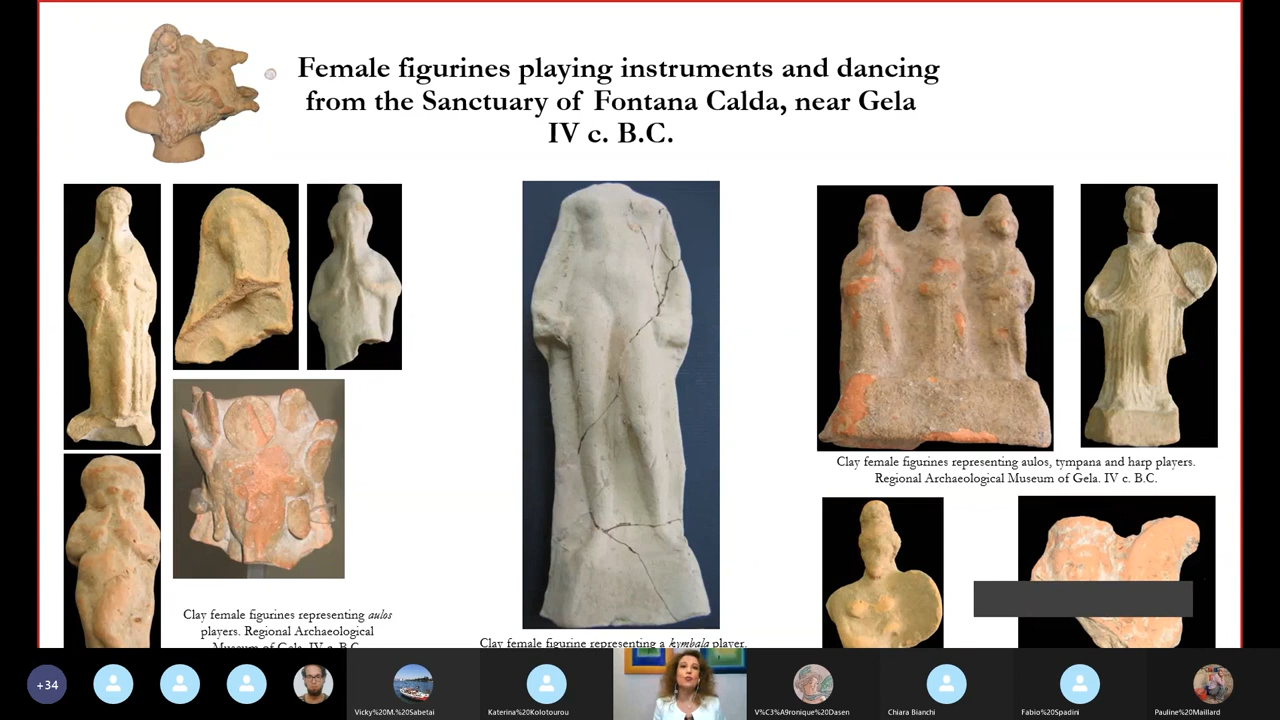 Female figurines playing instruments and dancing
from the Sanctuary of Fontana Calda, near Gela
IV c. B.C.
Clay female figurines representing aulos
players. Regional Archaeological
Museum of Gela. IV c. B.C.
Clay female figurine representing a kymbala player.
Clay female figurines representing aulos, tympana and harp players.
Regional Archaeological Museum of Gela. IV c. B.C.
+34
Vicky%20M.%20Sabetai
Katerina%20Kolotourou
V%C3%A9ronique%20Dasen
Chiara Bianchi
Fabio%20Spadini
Pauline%20Maillard